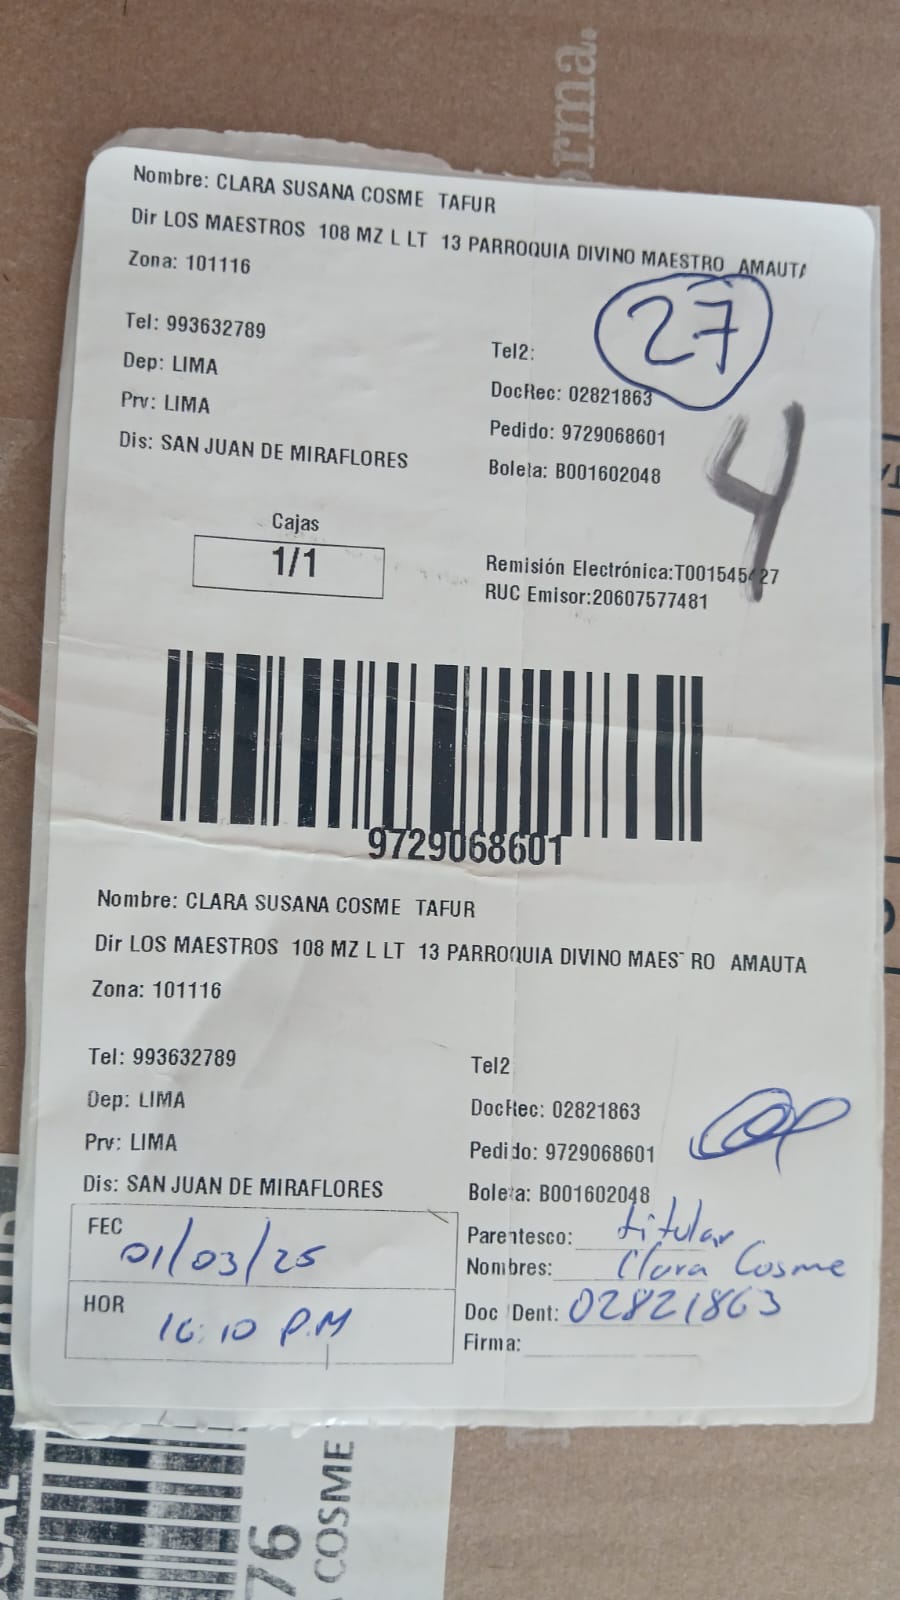 orma.
Nombre: CLARA SUSANA COSME TAFUR
Dir LOS MAESTROS 108 MZ L LT 13 PARROQUIA DIVINO MAESTRO AMAUTA
Zona: 101116
27
Tel: 993632789
Tel2:
Dep: LIMA
DocRec: 02821863
Prv: LIMA
Pedido: 9729068601
Dis: SAN JUAN DE MIRAFLORES
Boleta: B001602048
4
Cajas
1/1
Remisión Electrónica:T001545427
RUC Emisor:20607577481
9729068601
Nombre: CLARA SUSANA COSME TAFUR
Dir LOS MAESTROS 108 MZ L LT 13 PARROQUIA DIVINO MAES RO AMAUTA
Zona: 101116
Tel: 993632789
Tel2
Dep: LIMA
DocRec: 02821863
Prv: LIMA
Pedido: 9729068601
Dis: SAN JUAN DE MIRAFLORES
Boleta: B001602048
FEC 01/03/25
Parentesco: titular
Nombres: Clara Cosme
HOR 16:10 P.M
Doc Dent: 02821863
Firma:
76
COSME